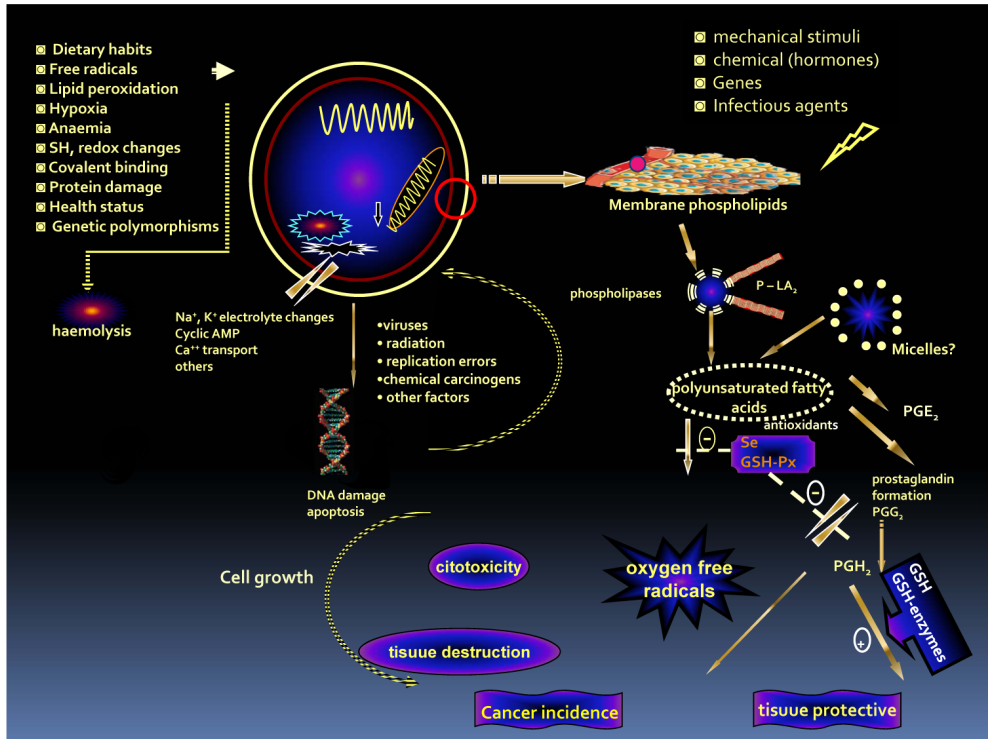 Dietary habits
Free radicals
Lipid peroxidation
Hypoxia
Anaemia
SH, redox changes
Covalent binding
Protein damage
Health status
Genetic polymorphisms
haemolysis
Na⁺, K⁺ electrolyte changes
Cyclic AMP
Ca⁺⁺ transport
others
•viruses
• radiation
• replication errors
•chemical carcinogens
• other factors
DNA damage
apoptosis
Cell growth
citotoxicity
tisuue destruction
Cancer incidence
mechanical stimuli
chemical (hormones)
Genes
Infectious agents
Membrane phospholipids
phospholipases
P – LA₂
Micelles?
polyunsaturated fatty
acids
antioxidants
PGE₂
-
Se
GSH-Px
-
prostaglandin
formation
PGG₂
oxygen free
radicals
PGH₂
GSH
GSH-enzymes
+
tisuue protective